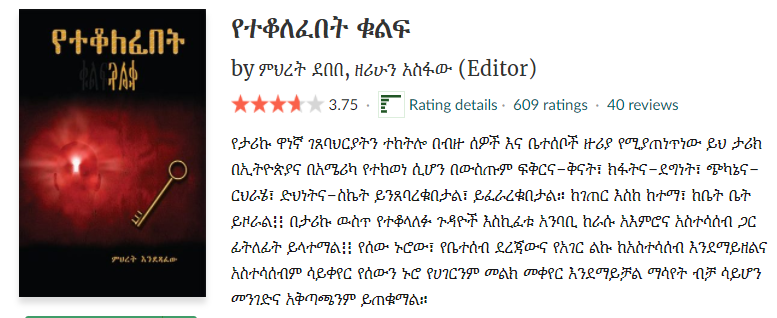 የተቆለፈበት
ቁልፍ
ምህረት እንደጻፈው
የተቆለፈበት ቁልፍ
by ምህረት ደበበ, ዘሪሁን አስፋው (Editor)
3.75 · Rating details · 609 ratings · 40 reviews
የታሪኩ ዋነኛ ገጸባህርያትን ተከትሎ በብዙ ሰዎች እና ቤተሰቦች ዙሪያ የሚያጠነጥነው ይህ ታሪክ
በኢትዮጵያና በአሜሪካ የተከወነ ሲሆን በውስጡም ፍቅርና-ቅናት፣ ክፋትና-ደግነት፣ ጭካኔና-
ርህራሄ፣ ድህነትና-ስኬት ይንጸባረቁበታል፣ ይፈራረቁበታል። ከገጠር እስከ ከተማ፣ ከቤት ቤት
ይዞራል፤፤ በታሪኩ ውስጥ የተቆላለፉ ጉዳዮች እስኪፈቱ አንባቢ ከራሱ አእምሮና አስተሳሰብ ጋር
ፊትለፊት ይላተማል፤፤ የሰው ኑሮው፣ የቤተሰብ ደረጃውና የአገር ልኩ ከአስተሳሰብ እንደማይዘልና
አስተሳሰብም ሳይቀየር የሰውን ኑሮ የሀገርንም መልክ መቀየር እንደማይቻል ማሳየት ብቻ ሳይሆን
መንገድና አቅጣጫንም ይጠቁማል።